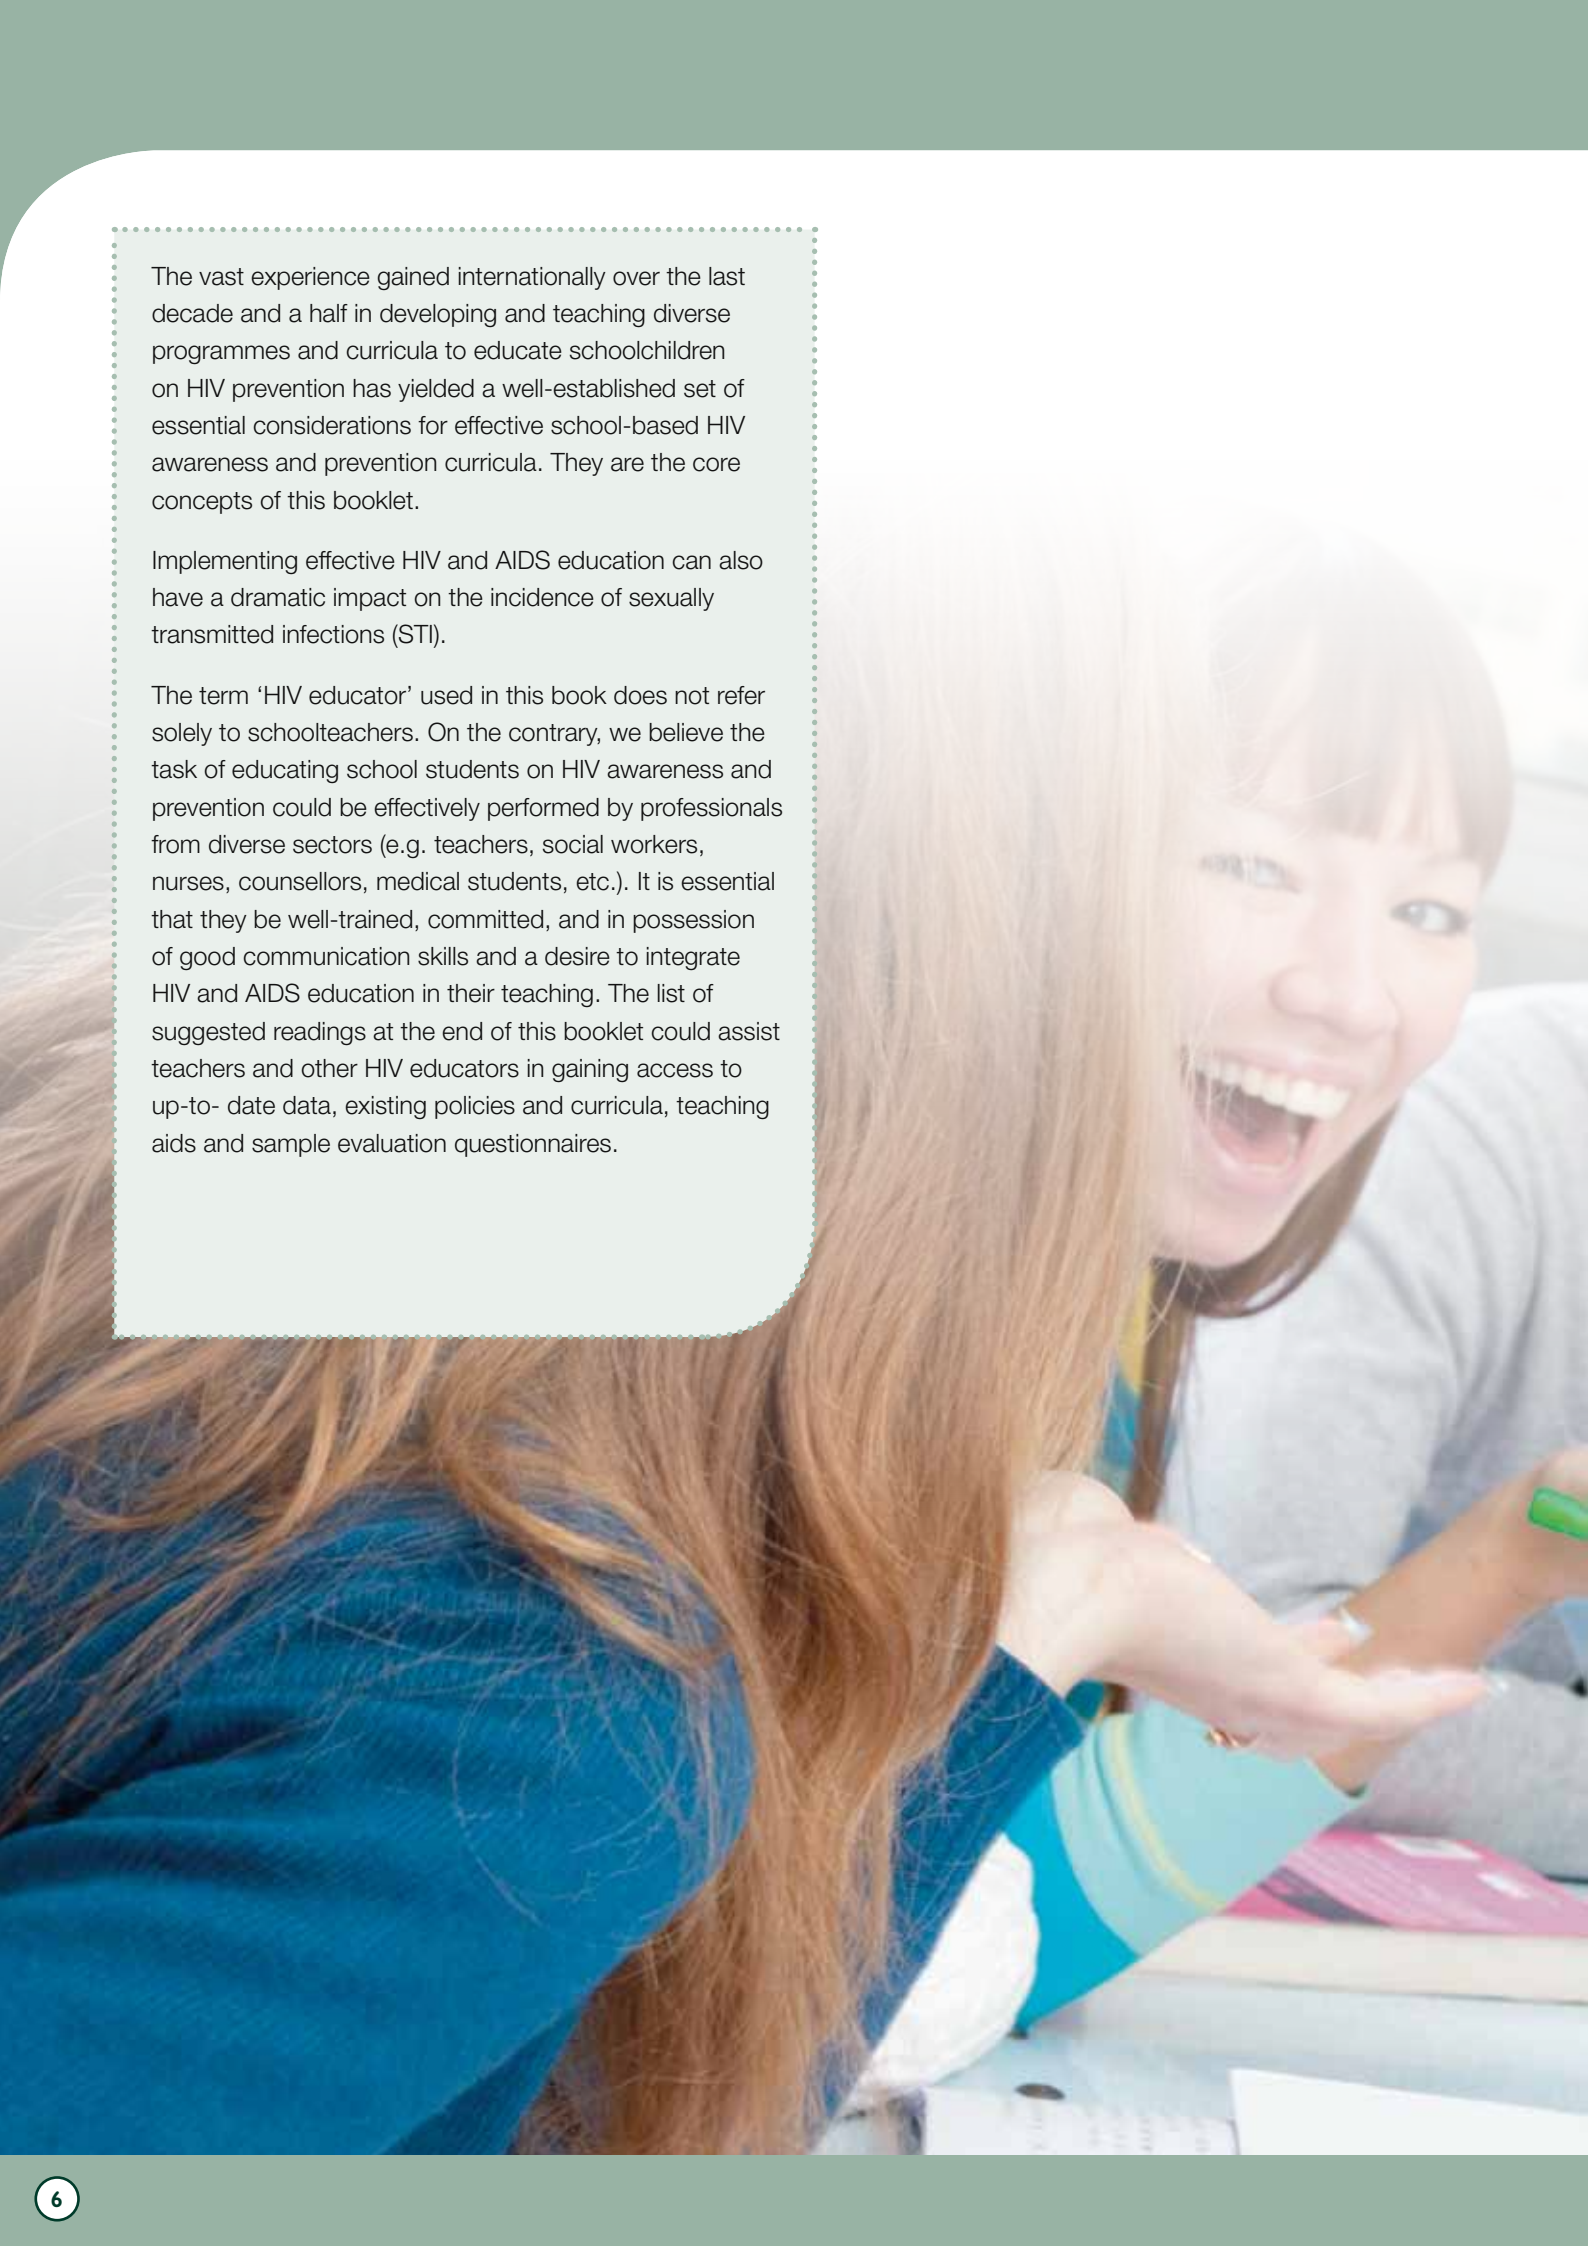 The vast experience gained internationally over the last
decade and a half in developing and teaching diverse
programmes and curricula to educate schoolchildren
on HIV prevention has yielded a well-established set of
essential considerations for effective school-based HIV
awareness and prevention curricula. They are the core
concepts of this booklet.
Implementing effective HIV and AIDS education can also
have a dramatic impact on the incidence of sexually
transmitted infections (STI).
The term ‘HIV educator’ used in this book does not refer
solely to schoolteachers. On the contrary, we believe the
task of educating school students on HIV awareness and
prevention could be effectively performed by professionals
from diverse sectors (e.g. teachers, social workers,
nurses, counsellors, medical students, etc.). It is essential
that they be well-trained, committed, and in possession
of good communication skills and a desire to integrate
HIV and AIDS education in their teaching. The list of
suggested readings at the end of this booklet could assist
teachers and other HIV educators in gaining access to
up-to- date data, existing policies and curricula, teaching
aids and sample evaluation questionnaires.
6